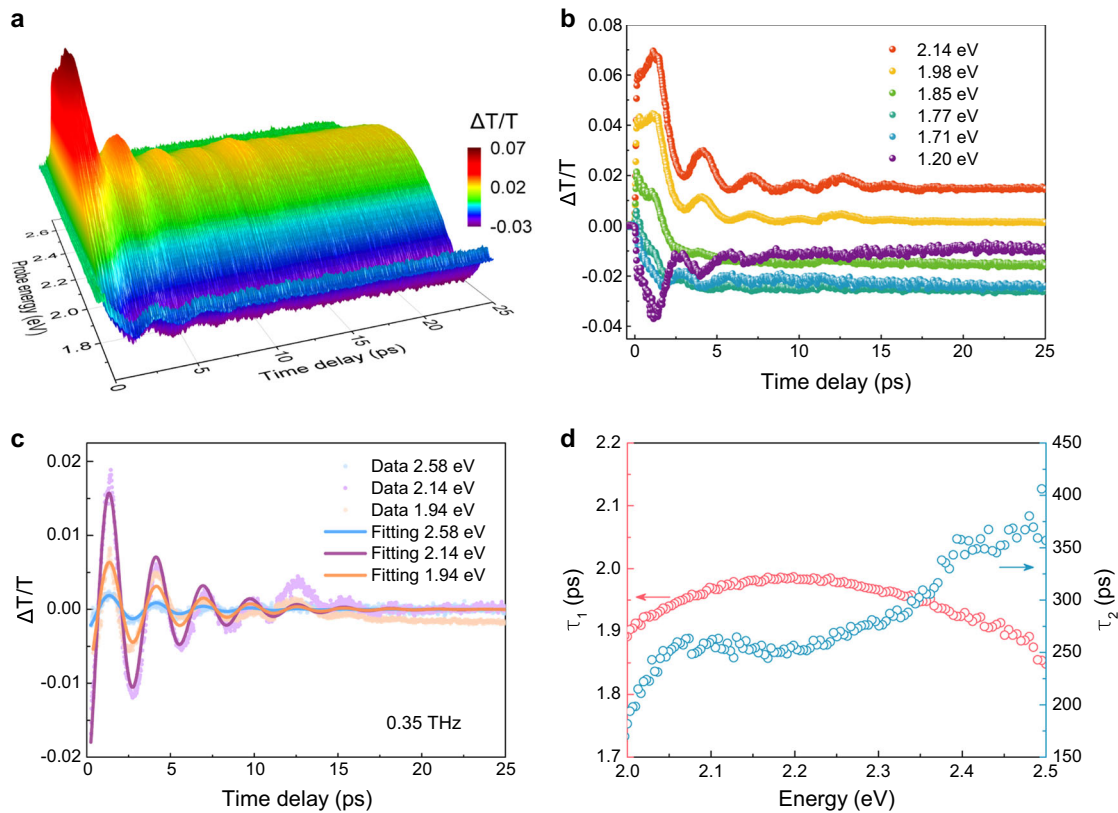 a
ΔT/T
0.07
0.02
-0.03
2.6
2.4
2.2
2.0
1.8
Probe energy (eV)
0
5
10
15
20
25
Time delay (ps)
b
0.08
0.06
0.04
0.02
0.00
-0.02
-0.04
ΔT/T
2.14 eV
1.98 eV
1.85 eV
1.77 eV
1.71 eV
1.20 eV
0 5 10 15 20 25
Time delay (ps)
c
0.02
0.01
0.00
-0.01
-0.02
ΔT/T
Data 2.58 eV
Data 2.14 eV
Data 1.94 eV
Fitting 2.58 eV
Fitting 2.14 eV
Fitting 1.94 eV
0.35 THz
0 5 10 15 20 25
Time delay (ps)
d
2.2
2.1
2.0
1.9
1.8
1.7
τ1 (ps)
450
400
350
300
250
200
150
τ2 (ps)
2.0 2.1 2.2 2.3 2.4 2.5
Energy (eV)